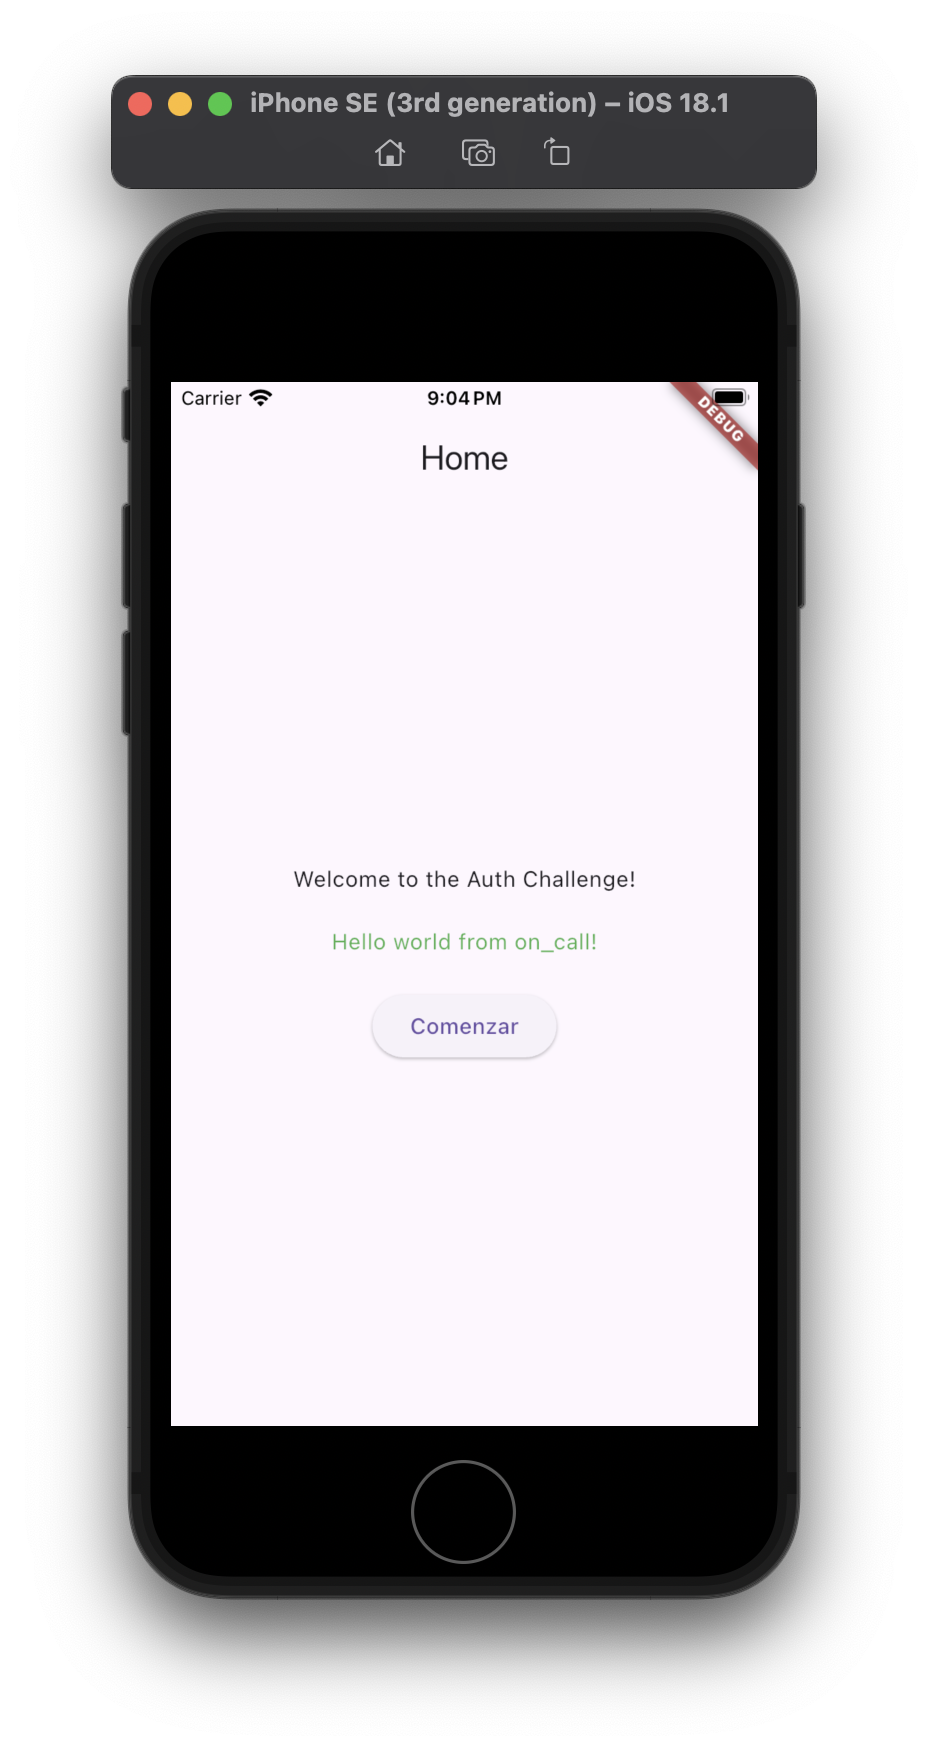 iPhone SE (3rd generation) – iOS 18.1
Carrier 9:04 PM
DEBUG
Home
Welcome to the Auth Challenge!
Hello world from on_call!
Comenzar